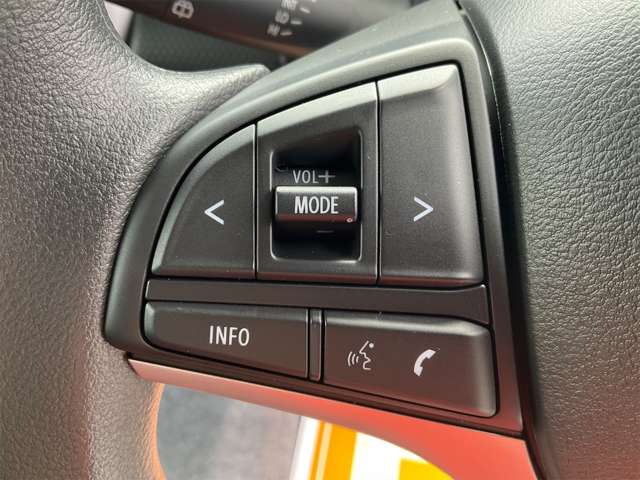 VOL+
< MODE >
INFO